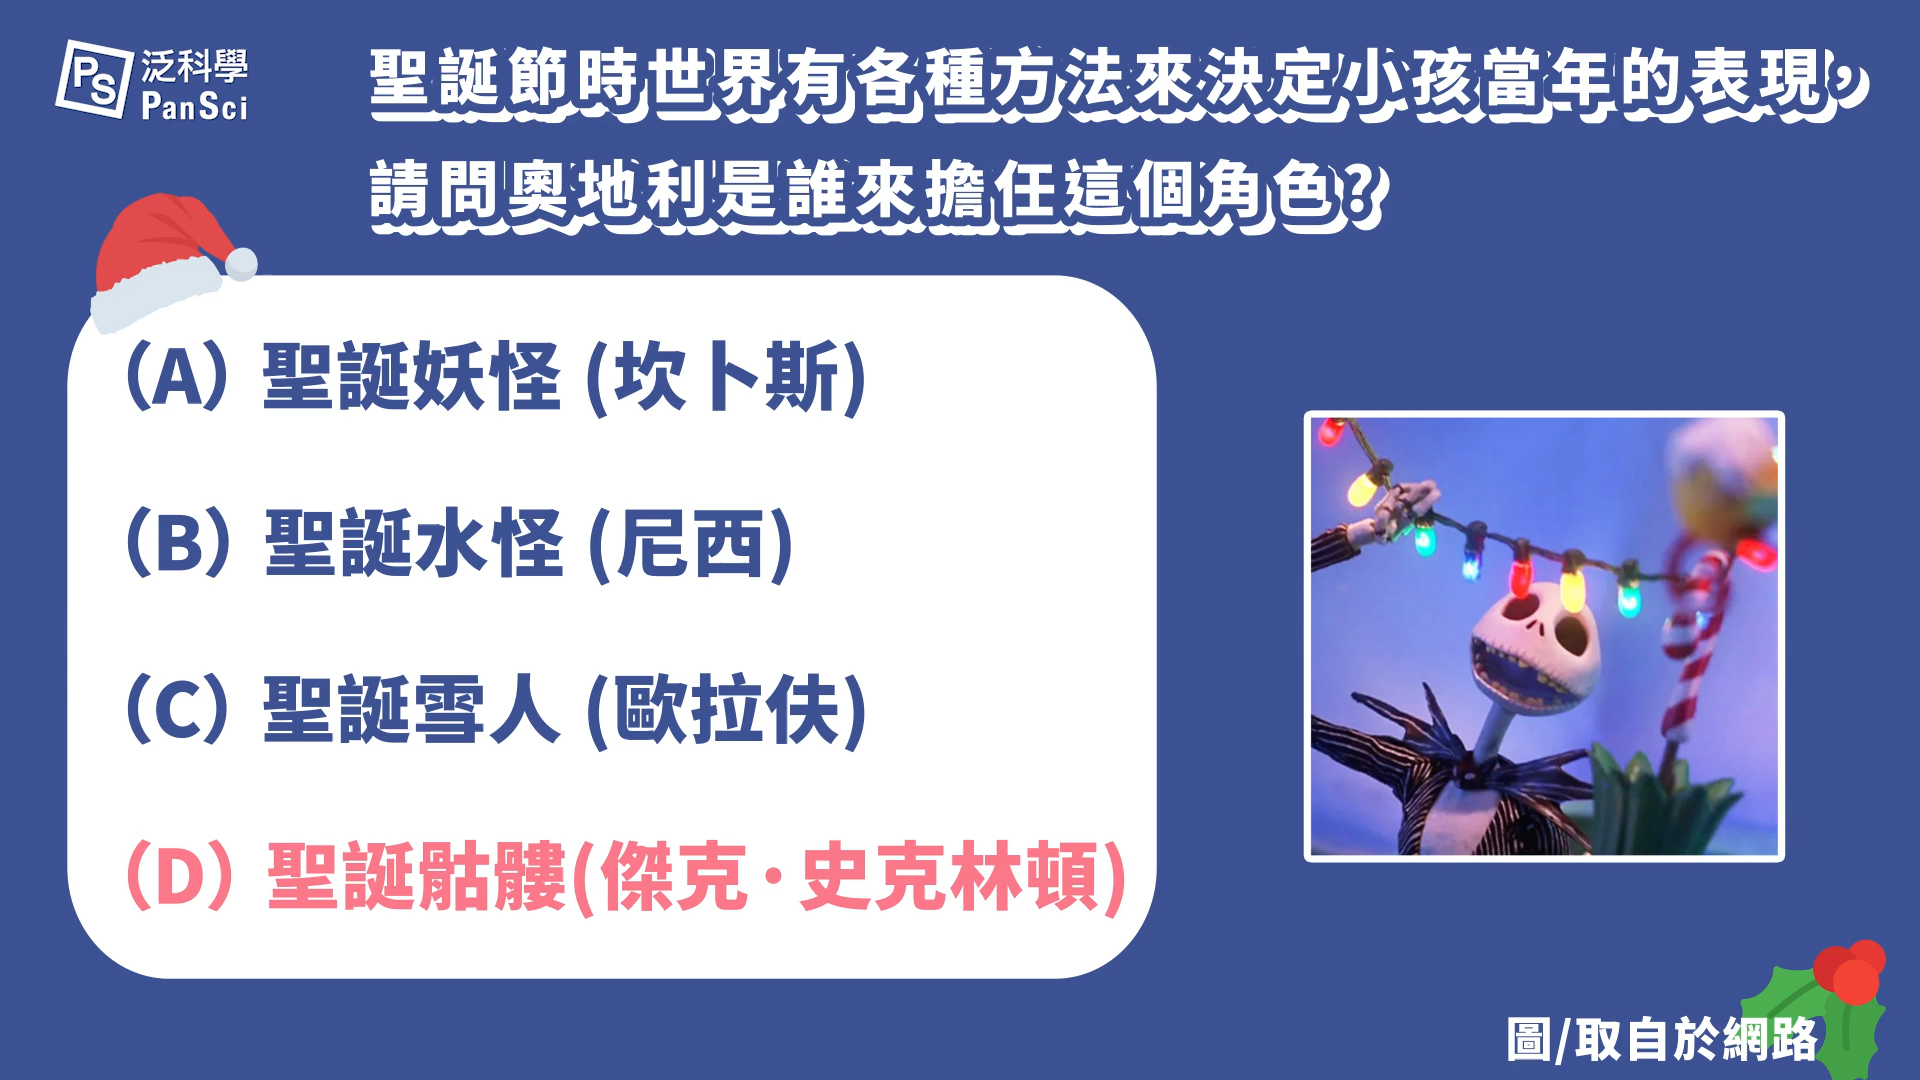 PS 泛科學
PanSci
聖誕節時世界有各種方法來決定小孩當年的表現，
請問奧地利是誰來擔任這個角色?
(A) 聖誕妖怪 (坎卜斯)
(B) 聖誕水怪 (尼西)
(C) 聖誕雪人 (歐拉伕)
(D) 聖誕骷髏(傑克·史克林頓)
圖/取自於網路